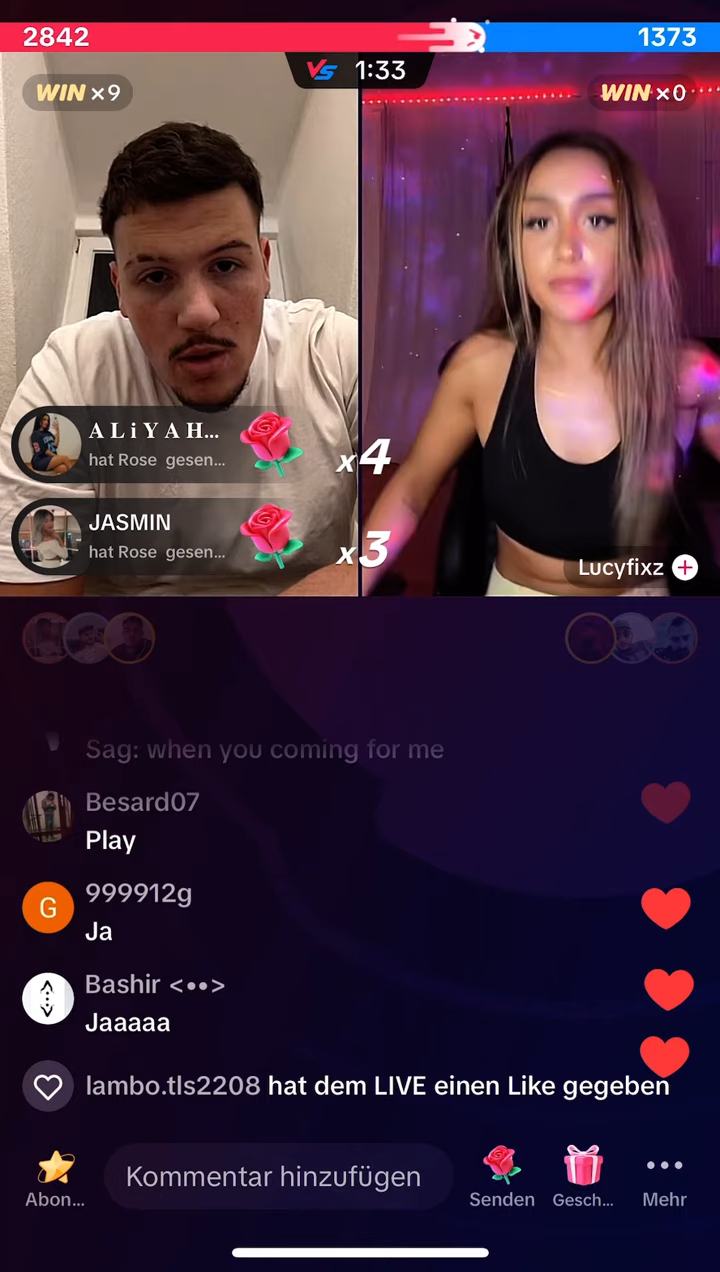 2842
1373
VS 1:33
WIN ×9
WIN ×0
A L i Y A H...
hat Rose gesen...
x4
JASMIN
hat Rose gesen...
x3
Lucyfixz
Sag: when you coming for me
Besard07
Play
G
999912g
Ja
Bashir <••>
Jaaaaa
lambo.tls2208 hat dem LIVE einen Like gegeben
Abon...
Kommentar hinzufügen
Senden
Gesch...
Mehr